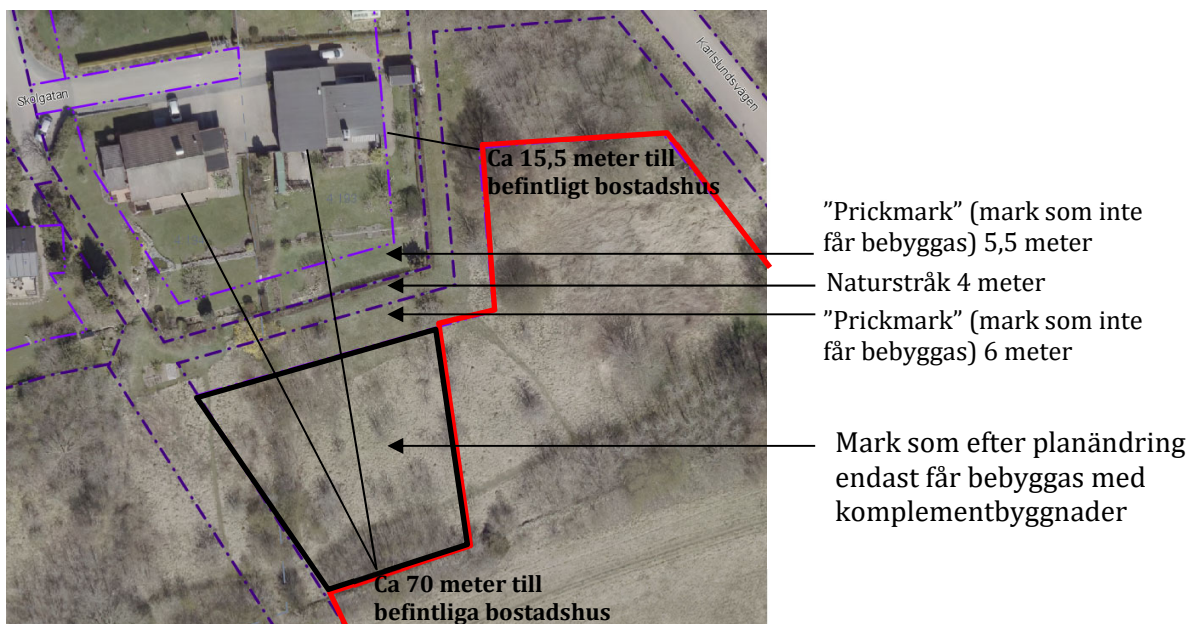 Skolgatan
Karlslundsvägen
Ca 15,5 meter till
befintligt bostadshus
”Prickmark” (mark som inte
får bebyggas) 5,5 meter
Naturstråk 4 meter
”Prickmark” (mark som inte
får bebyggas) 6 meter
Mark som efter planändring
endast får bebyggas med
komplementbyggnader
Ca 70 meter till
befintliga bostadshus